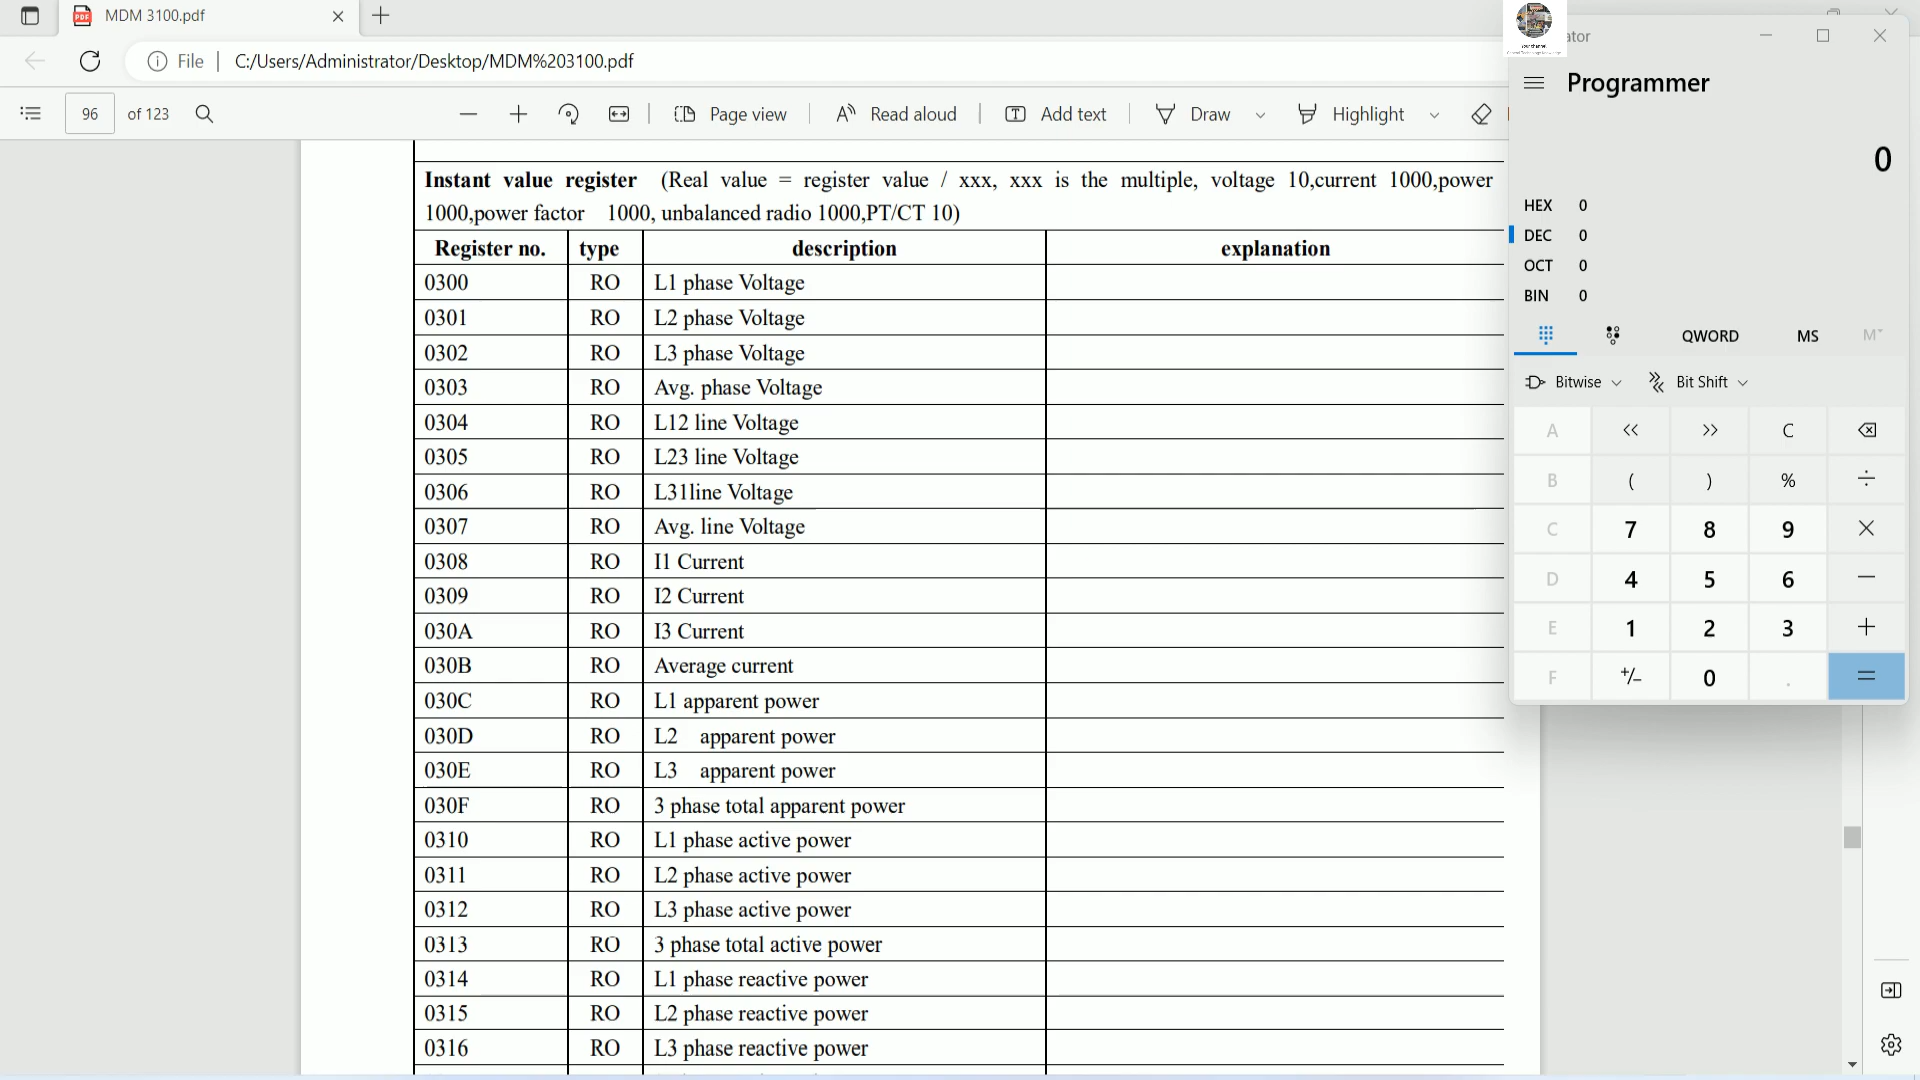 MDM 3100.pdf
File | C:/Users/Administrator/Desktop/MDM%203100.pdf
96 of 123 Page view Read aloud Add text Draw Highlight
Instant value register (Real value = register value / xxx, xxx is the multiple, voltage 10,current 1000,power
1000,power factor 1000, unbalanced radio 1000,PT/CT 10)
Register no. type description explanation
0300 RO L1 phase Voltage
0301 RO L2 phase Voltage
0302 RO L3 phase Voltage
0303 RO Avg. phase Voltage
0304 RO L12 line Voltage
0305 RO L23 line Voltage
0306 RO L31line Voltage
0307 RO Avg. line Voltage
0308 RO I1 Current
0309 RO I2 Current
030A RO I3 Current
030B RO Average current
030C RO L1 apparent power
030D RO L2 apparent power
030E RO L3 apparent power
030F RO 3 phase total apparent power
0310 RO L1 phase active power
0311 RO L2 phase active power
0312 RO L3 phase active power
0313 RO 3 phase total active power
0314 RO L1 phase reactive power
0315 RO L2 phase reactive power
0316 RO L3 phase reactive power
ator
Programmer
0
HEX 0
DEC 0
OCT 0
BIN 0
QWORD MS M
Bitwise Bit Shift
A << >> C
B ( ) % ÷
C 7 8 9 ×
D 4 5 6 −
E 1 2 3 +
F +/− 0 . =